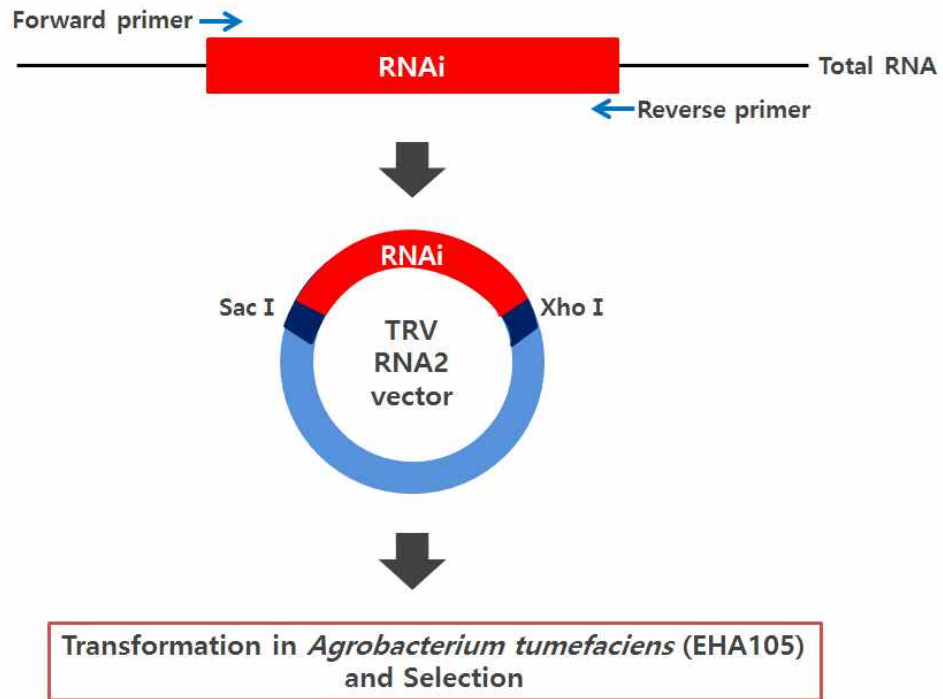 Forward primer
RNAi
Total RNA
Reverse primer
RNAi
Sac I
Xho I
TRV
RNA2
vector
Transformation in Agrobacterium tumefaciens (EHA105)
and Selection